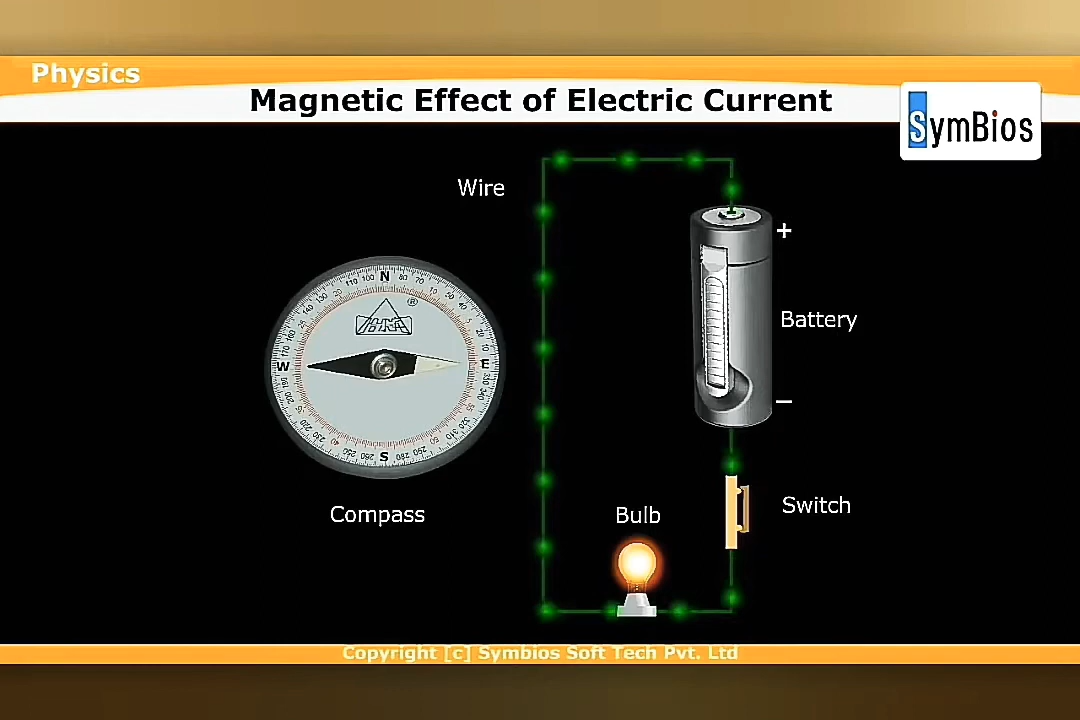 Physics
Magnetic Effect of Electric Current
SymBios
Wire
+
Battery
−
N
W
E
S
®
Compass
Bulb
Switch
Copyright [c] Symbios Soft Tech Pvt. Ltd